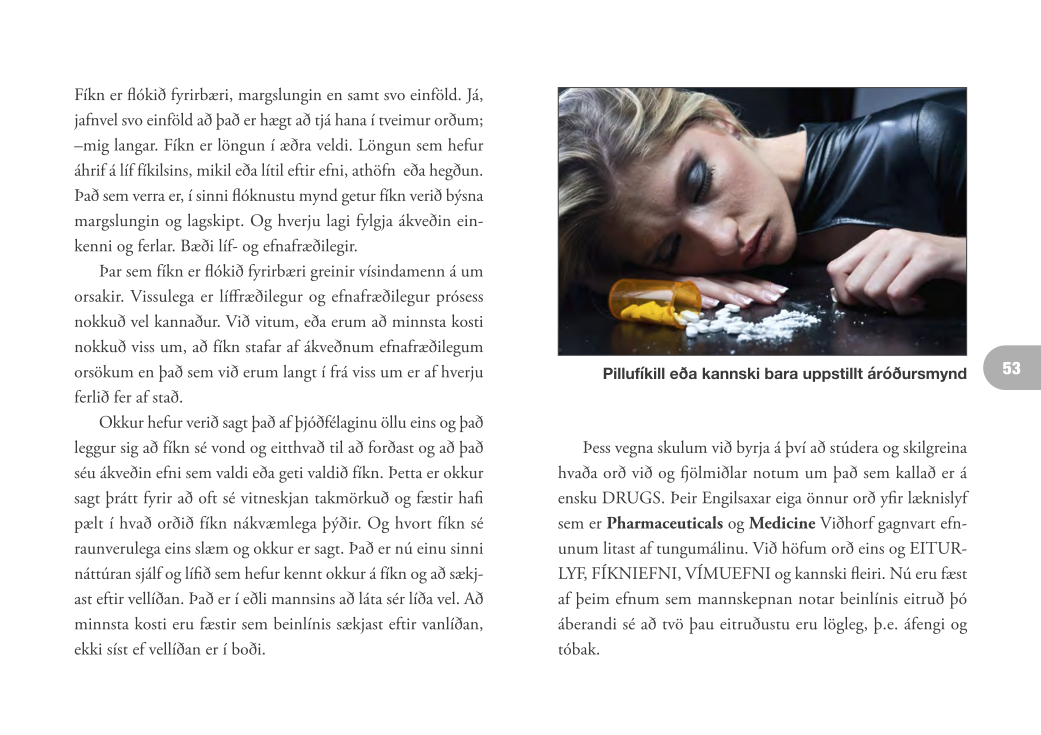 Fíkn er flókið fyrirbæri, margslungin en samt svo einföld. Já,
jafnvel svo einföld að það er hægt að tjá hana í tveimur orðum;
–mig langar. Fíkn er löngun í æðra veldi. Löngun sem hefur
áhrif á líf fíkilsins, mikil eða lítil eftir efni, athöfn  eða hegðun.
Það sem verra er, í sinni flóknustu mynd getur fíkn verið býsna
margslungin og lagskipt. Og hverju lagi fylgja ákveðin ein-
kenni og ferlar. Bæði líf- og efnafræðilegir.
Þar sem fíkn er flókið fyrirbæri greinir vísindamenn á um
orsakir. Vissulega er líffræðilegur og efnafræðilegur prósess
nokkuð vel kannaður. Við vitum, eða erum að minnsta kosti
nokkuð viss um, að fíkn stafar af ákveðnum efnafræðilegum
orsökum en það sem við erum langt í frá viss um er af hverju
ferlið fer af stað.
Okkur hefur verið sagt það af þjóðfélaginu öllu eins og það
leggur sig að fíkn sé vond og eitthvað til að forðast og að það
séu ákveðin efni sem valdi eða geti valdið fíkn. Þetta er okkur
sagt þrátt fyrir að oft sé vitneskjan takmörkuð og fæstir hafi
pælt í hvað orðið fíkn nákvæmlega þýðir. Og hvort fíkn sé
raunverulega eins slæm og okkur er sagt. Það er nú einu sinni
náttúran sjálf og lífið sem hefur kennt okkur á fíkn og að sækj-
ast eftir vellíðan. Það er í eðli mannsins að láta sér líða vel. Að
minnsta kosti eru fæstir sem beinlínis sækjast eftir vanlíðan,
ekki síst ef vellíðan er í boði.
Pillufíkill eða kannski bara uppstillt áróðursmynd
53
Þess vegna skulum við byrja á því að stúdera og skilgreina
hvaða orð við og fjölmiðlar notum um það sem kallað er á
ensku DRUGS. Þeir Engilsaxar eiga önnur orð yfir læknislyf
sem er Pharmaceuticals og Medicine Viðhorf gagnvart efn-
unum litast af tungumálinu. Við höfum orð eins og EITUR-
LYF, FÍKNIEFNI, VÍMUEFNI og kannski fleiri. Nú eru fæst
af þeim efnum sem mannskepnan notar beinlínis eitruð þó
áberandi sé að tvö þau eitruðustu eru lögleg, þ.e. áfengi og
tóbak.